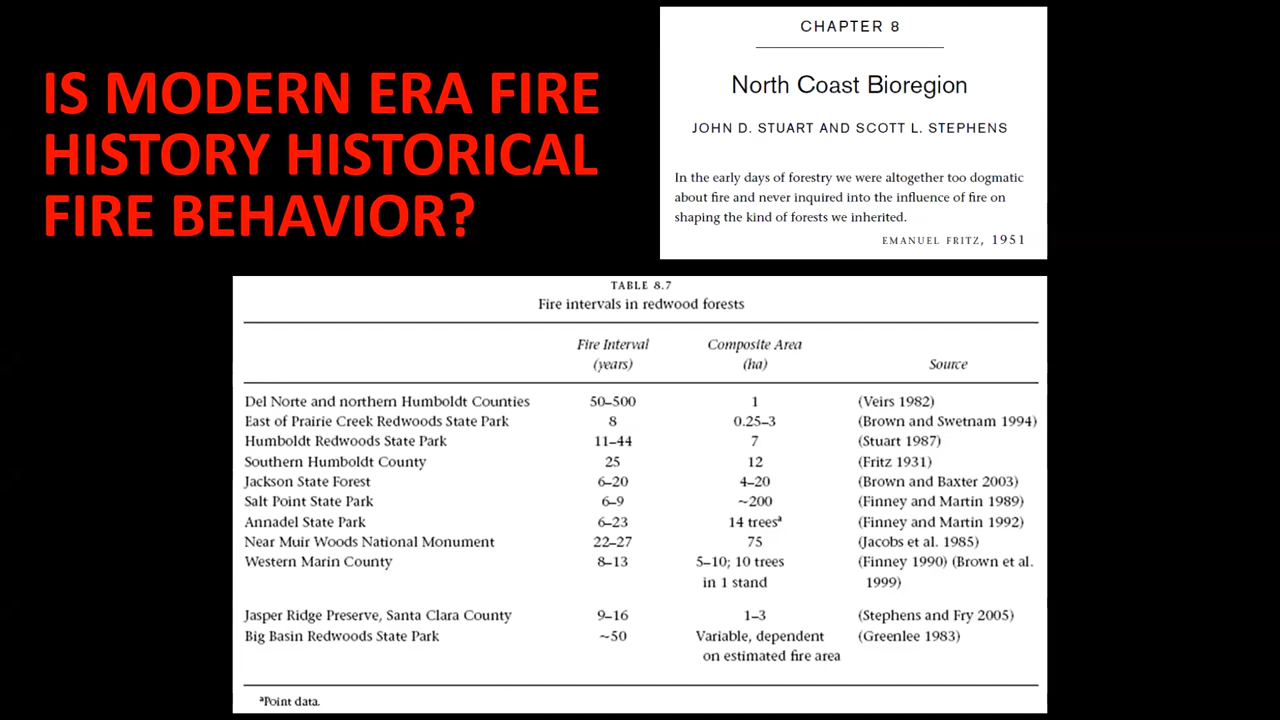 IS MODERN ERA FIRE
HISTORY HISTORICAL
FIRE BEHAVIOR?
CHAPTER 8
North Coast Bioregion
JOHN D. STUART AND SCOTT L. STEPHENS
In the early days of forestry we were altogether too dogmatic
about fire and never inquired into the influence of fire on
shaping the kind of forests we inherited.
EMANUEL FRITZ, 1951
TABLE 8.7
Fire intervals in redwood forests
Fire Interval Composite Area
(years) (ha) Source
Del Norte and northern Humboldt Counties 50–500 1 (Veirs 1982)
East of Prairie Creek Redwoods State Park 8 0.25–3 (Brown and Swetnam 1994)
Humboldt Redwoods State Park 11–44 7 (Stuart 1987)
Southern Humboldt County 25 12 (Fritz 1931)
Jackson State Forest 6–20 4–20 (Brown and Baxter 2003)
Salt Point State Park 6–9 ~200 (Finney and Martin 1989)
Annadel State Park 6–23 14 treesᵃ (Finney and Martin 1992)
Near Muir Woods National Monument 22–27 75 (Jacobs et al. 1985)
Western Marin County 8–13 5–10; 10 trees (Finney 1990) (Brown et al.
in 1 stand 1999)
Jasper Ridge Preserve, Santa Clara County 9–16 1–3 (Stephens and Fry 2005)
Big Basin Redwoods State Park ~50 Variable, dependent (Greenlee 1983)
on estimated fire area
ᵃPoint data.